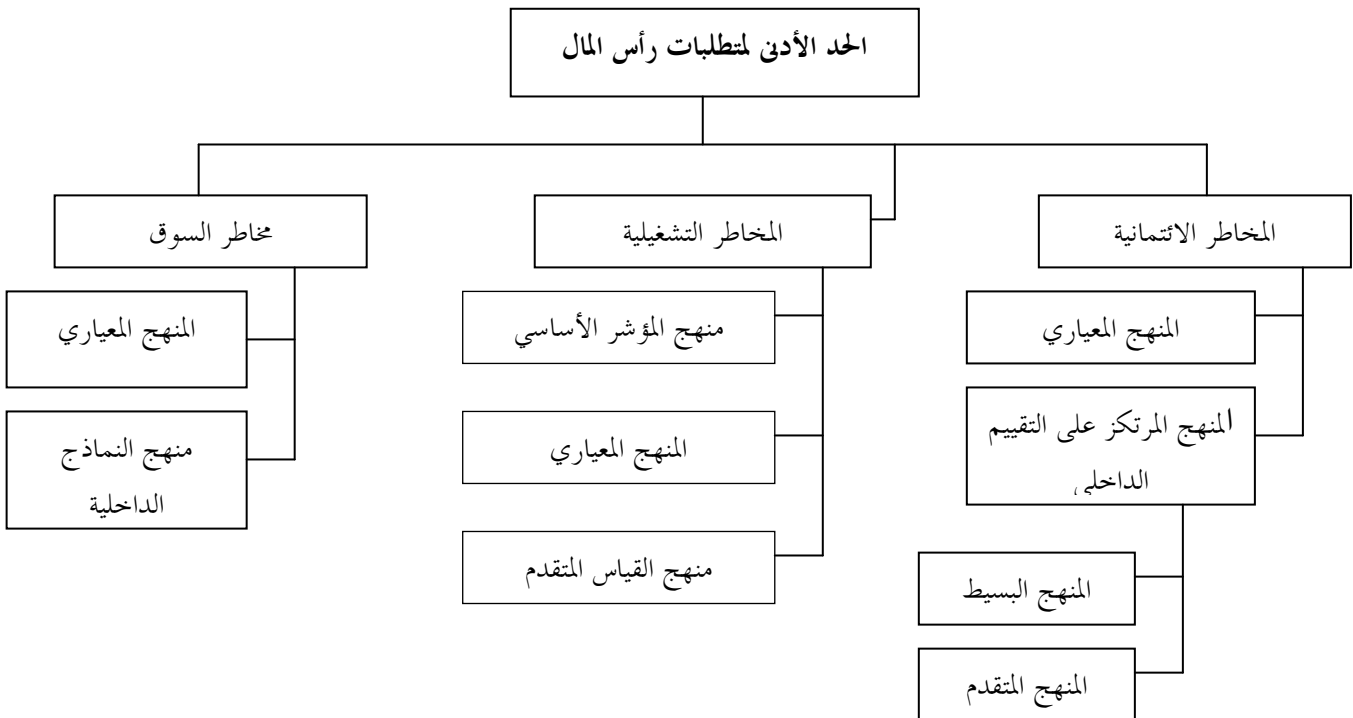 الحد الأدنى لمتطلبات رأس المال
المخاطر الائتمانية
المخاطر التشغيلية
مخاطر السوق
المنهج المعياري
المنهج المرتكز على التقييم
الداخلي
المنهج البسيط
المنهج المتقدم
منهج المؤشر الأساسي
المنهج المعياري
منهج القياس المتقدم
المنهج المعياري
منهج النماذج
الداخلية